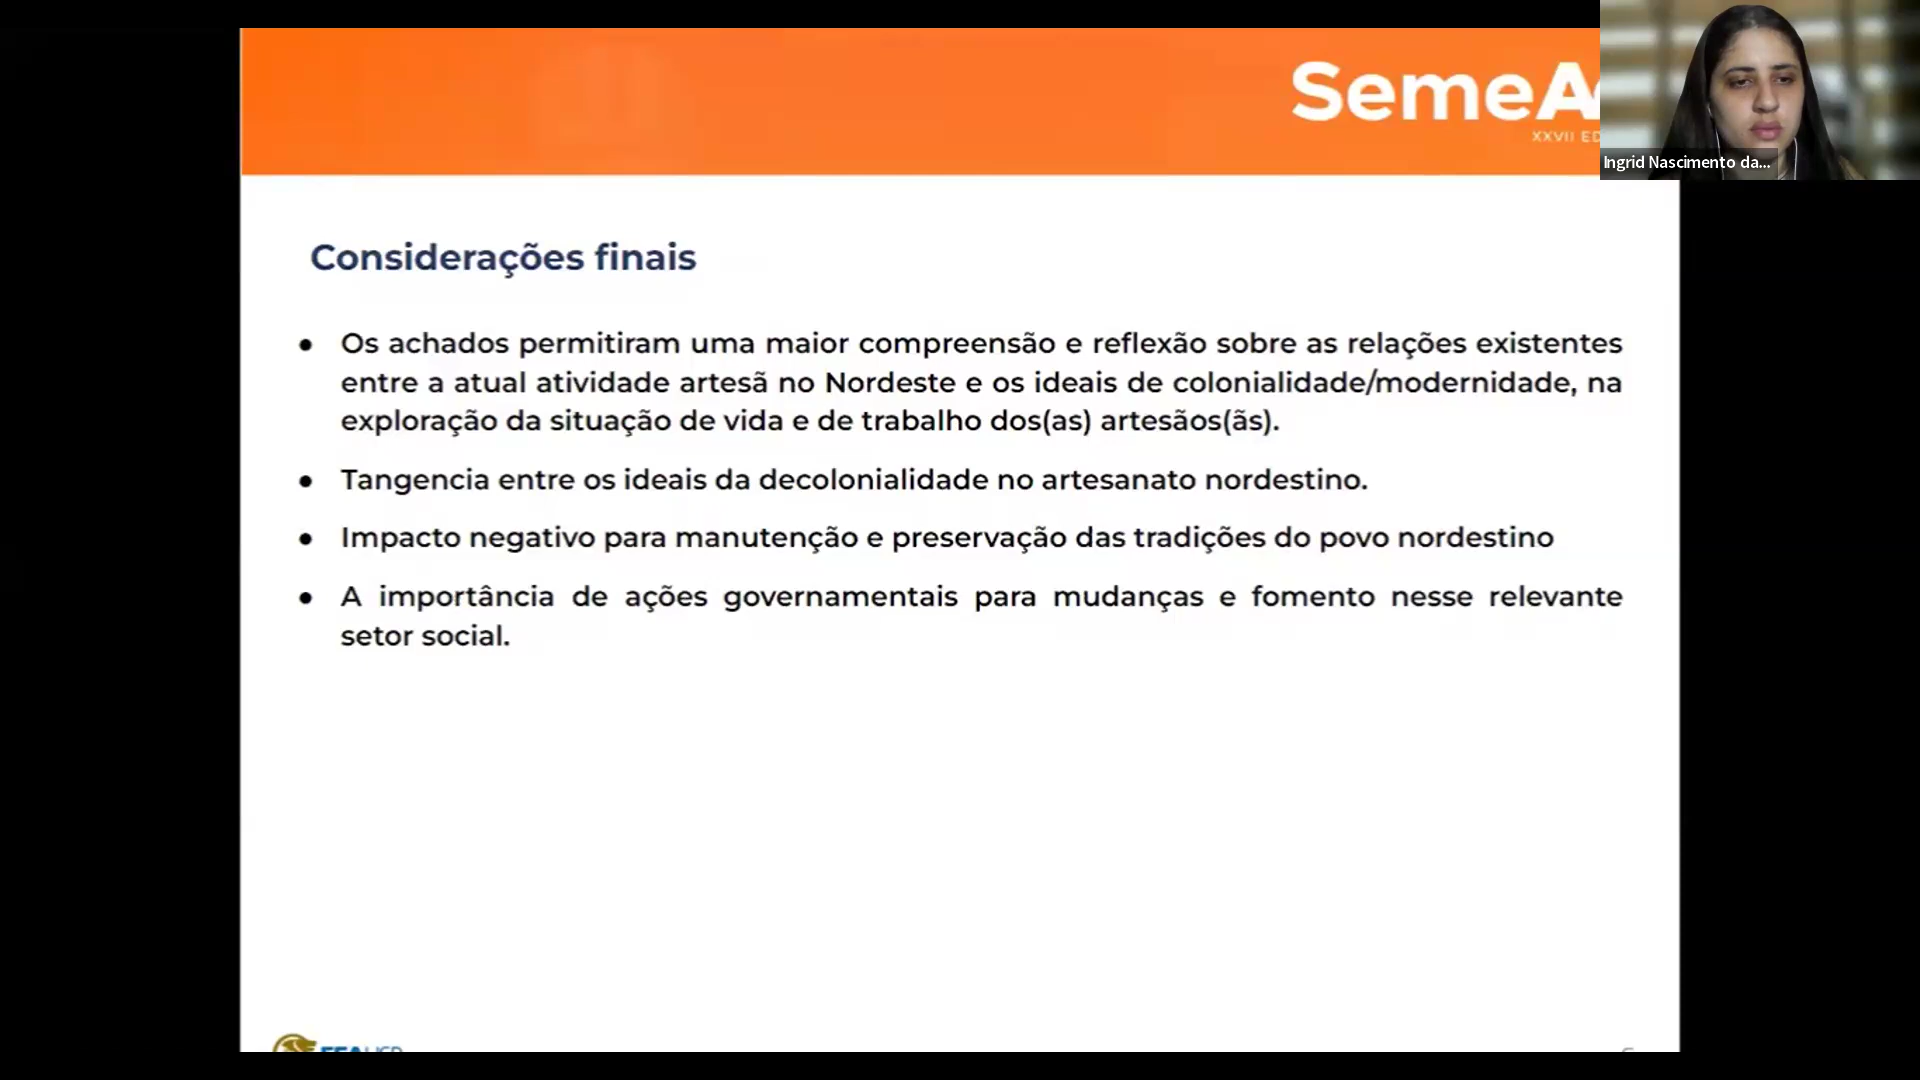 SemeA
XXVII ED
Ingrid Nascimento da...
Considerações finais
● Os achados permitiram uma maior compreensão e reflexão sobre as relações existentes
entre a atual atividade artesã no Nordeste e os ideais de colonialidade/modernidade, na
exploração da situação de vida e de trabalho dos(as) artesãos(ãs).
● Tangencia entre os ideais da decolonialidade no artesanato nordestino.
● Impacto negativo para manutenção e preservação das tradições do povo nordestino
● A importância de ações governamentais para mudanças e fomento nesse relevante
setor social.
FEAUSP